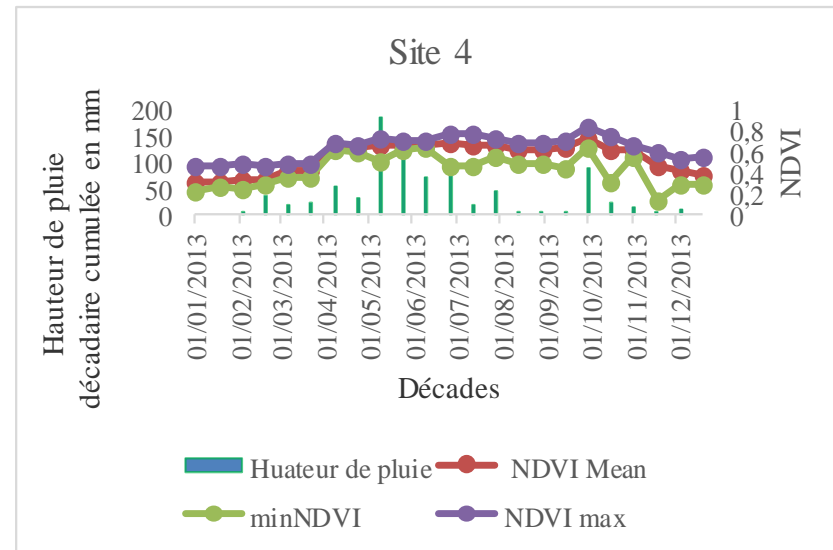 Site 4
Hauteur de pluie
décadaire cumulée en mm
200
150
100
50
0
1
0,8
0,6
0,4
0,2
0
NDVI
01/01/2013
01/02/2013
01/03/2013
01/04/2013
01/05/2013
01/06/2013
01/07/2013
01/08/2013
01/09/2013
01/10/2013
01/11/2013
01/12/2013
Décades
Huateur de pluie
NDVI Mean
minNDVI
NDVI max